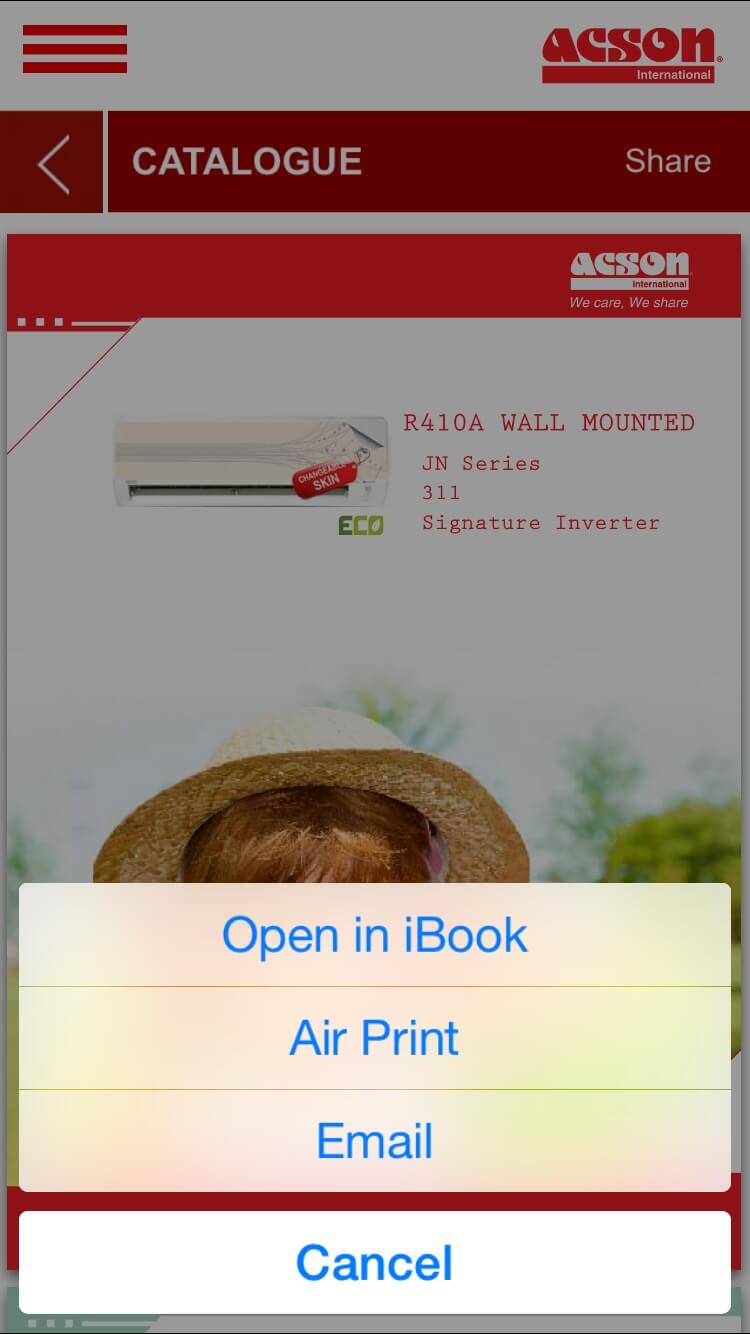 ACSON®
International
CATALOGUE
Share
ACSON
International
We care, We share
R410A WALL MOUNTED
JN Series
CHANGEABLE
SKIN
311
ECO
Signature Inverter
Open in iBook
Air Print
Email
Cancel